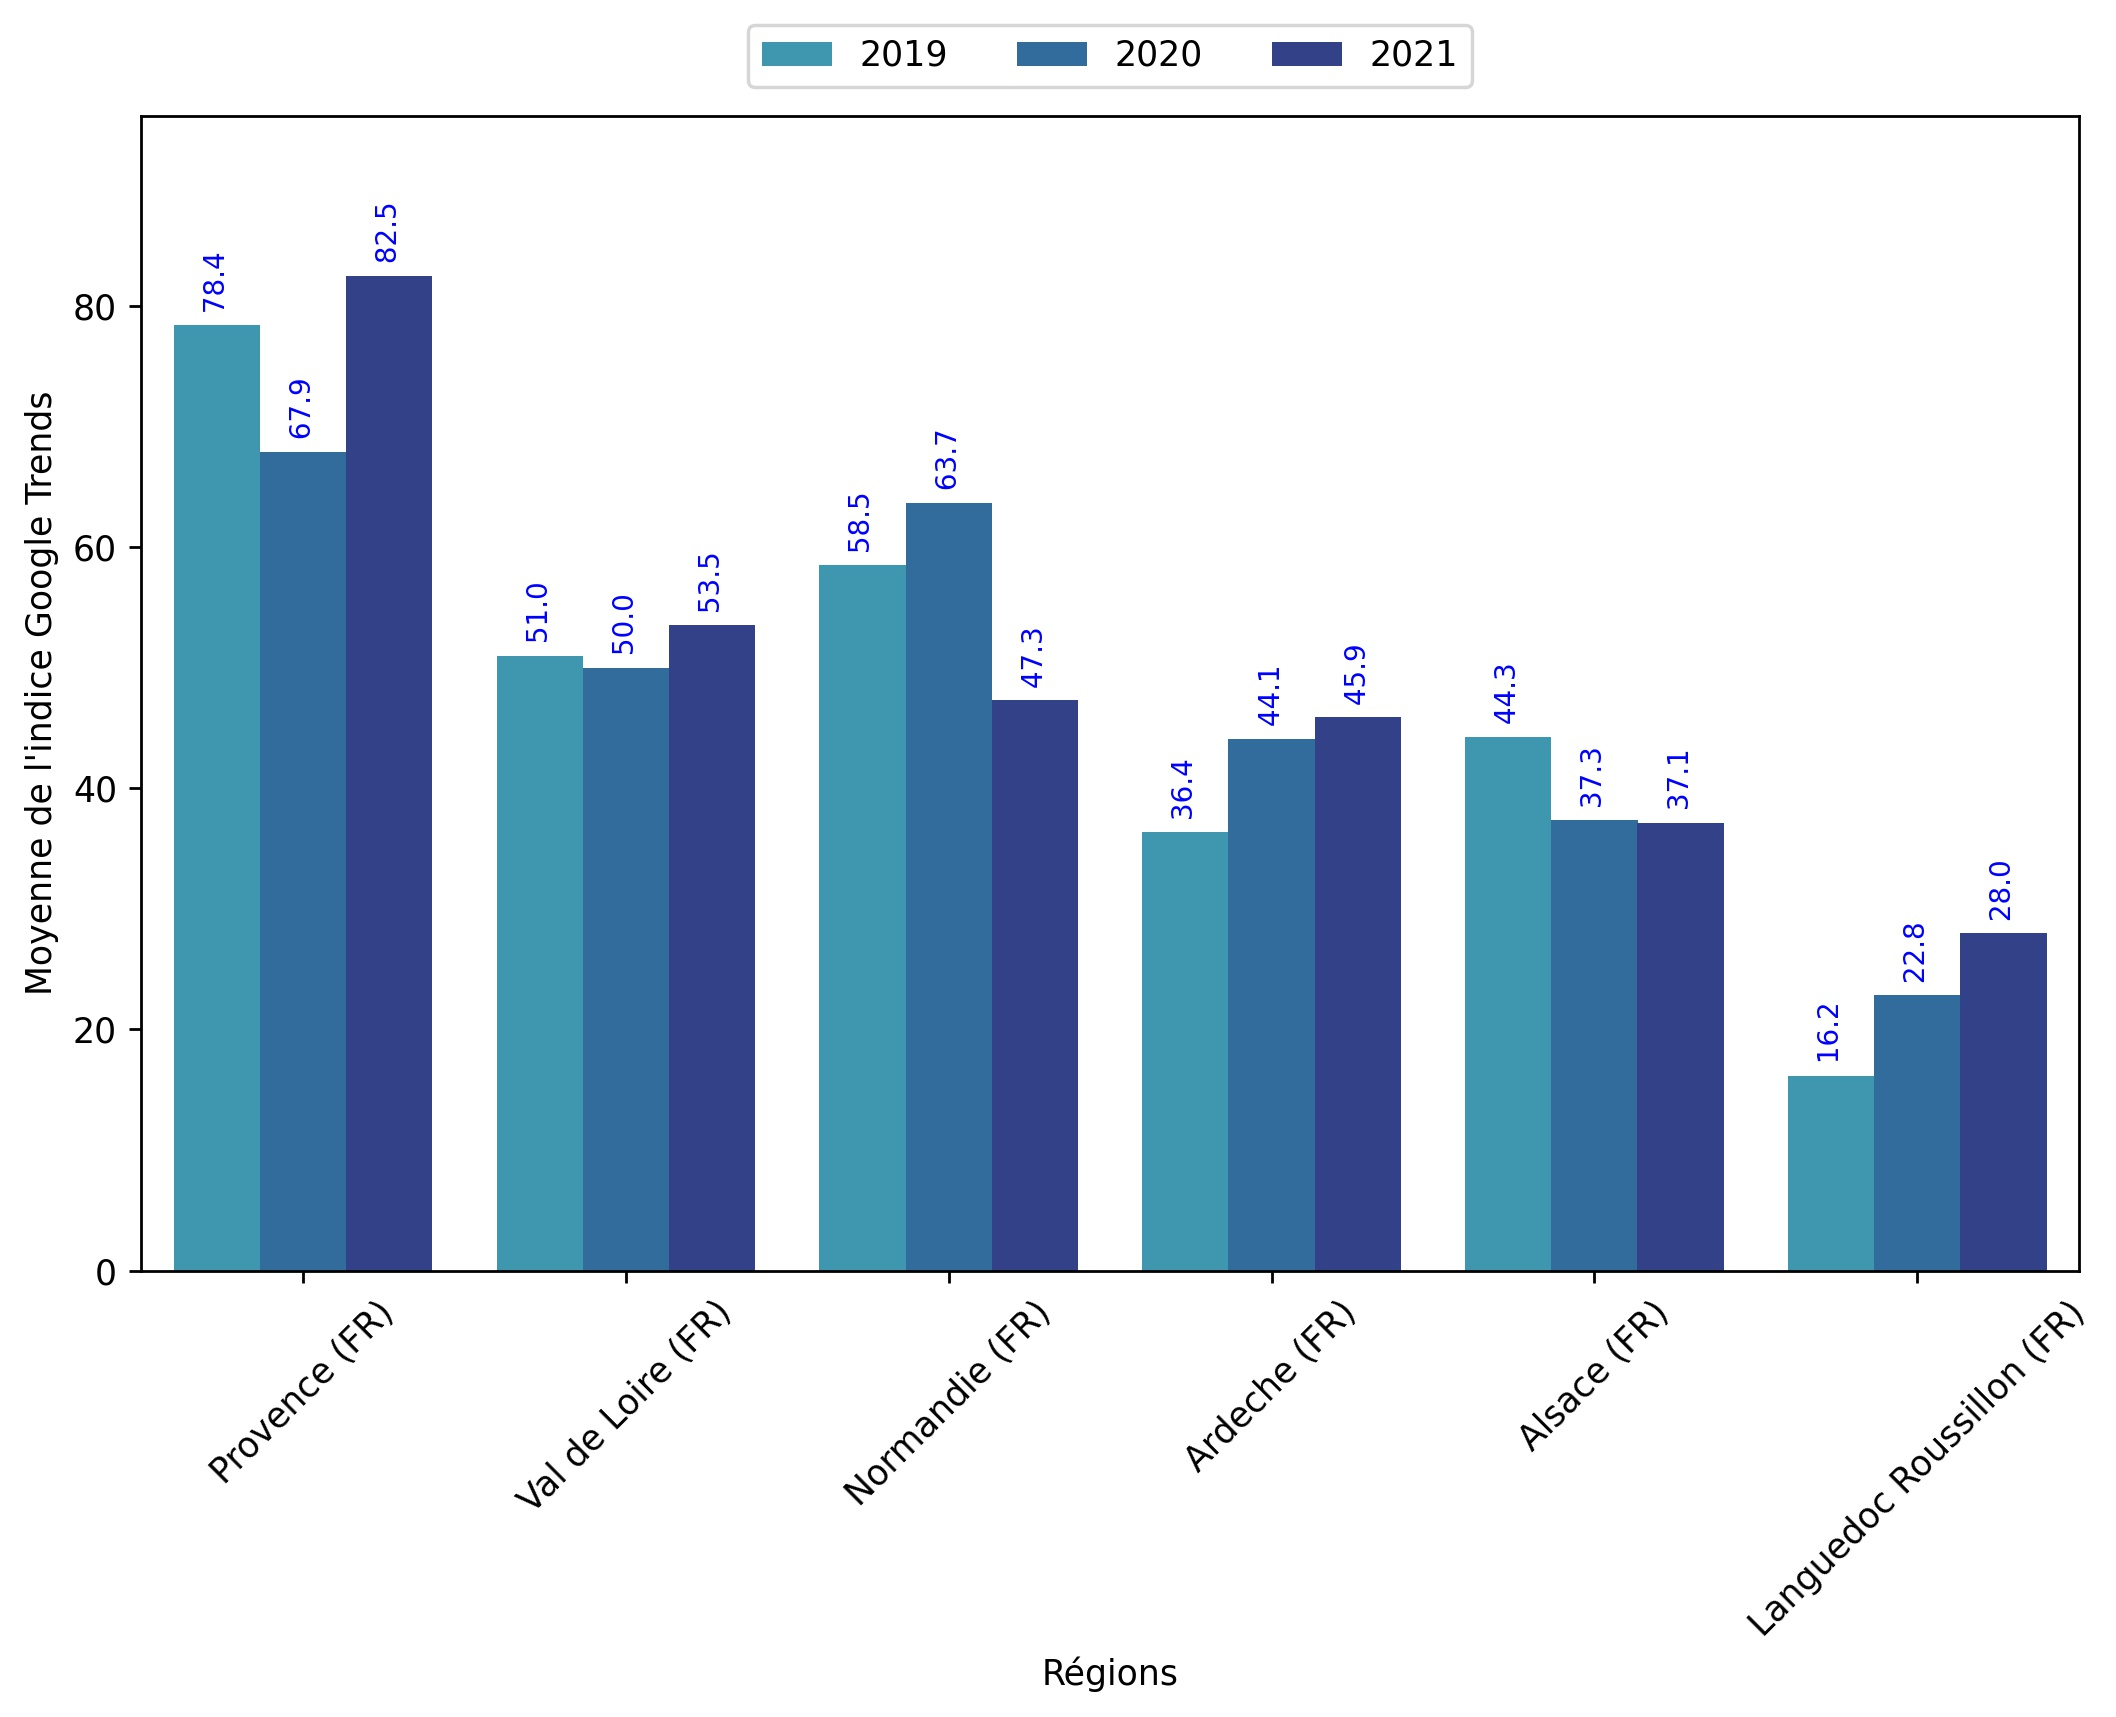 2019 2020 2021
Moyenne de l'indice Google Trends
80
60
40
20
0
78.4 67.9 82.5
51.0 50.0 53.5
58.5 63.7 47.3
36.4 44.1 45.9
44.3 37.3 37.1
16.2 22.8 28.0
Provence (FR)
Val de Loire (FR)
Normandie (FR)
Ardeche (FR)
Alsace (FR)
Languedoc Roussillon (FR)
Régions